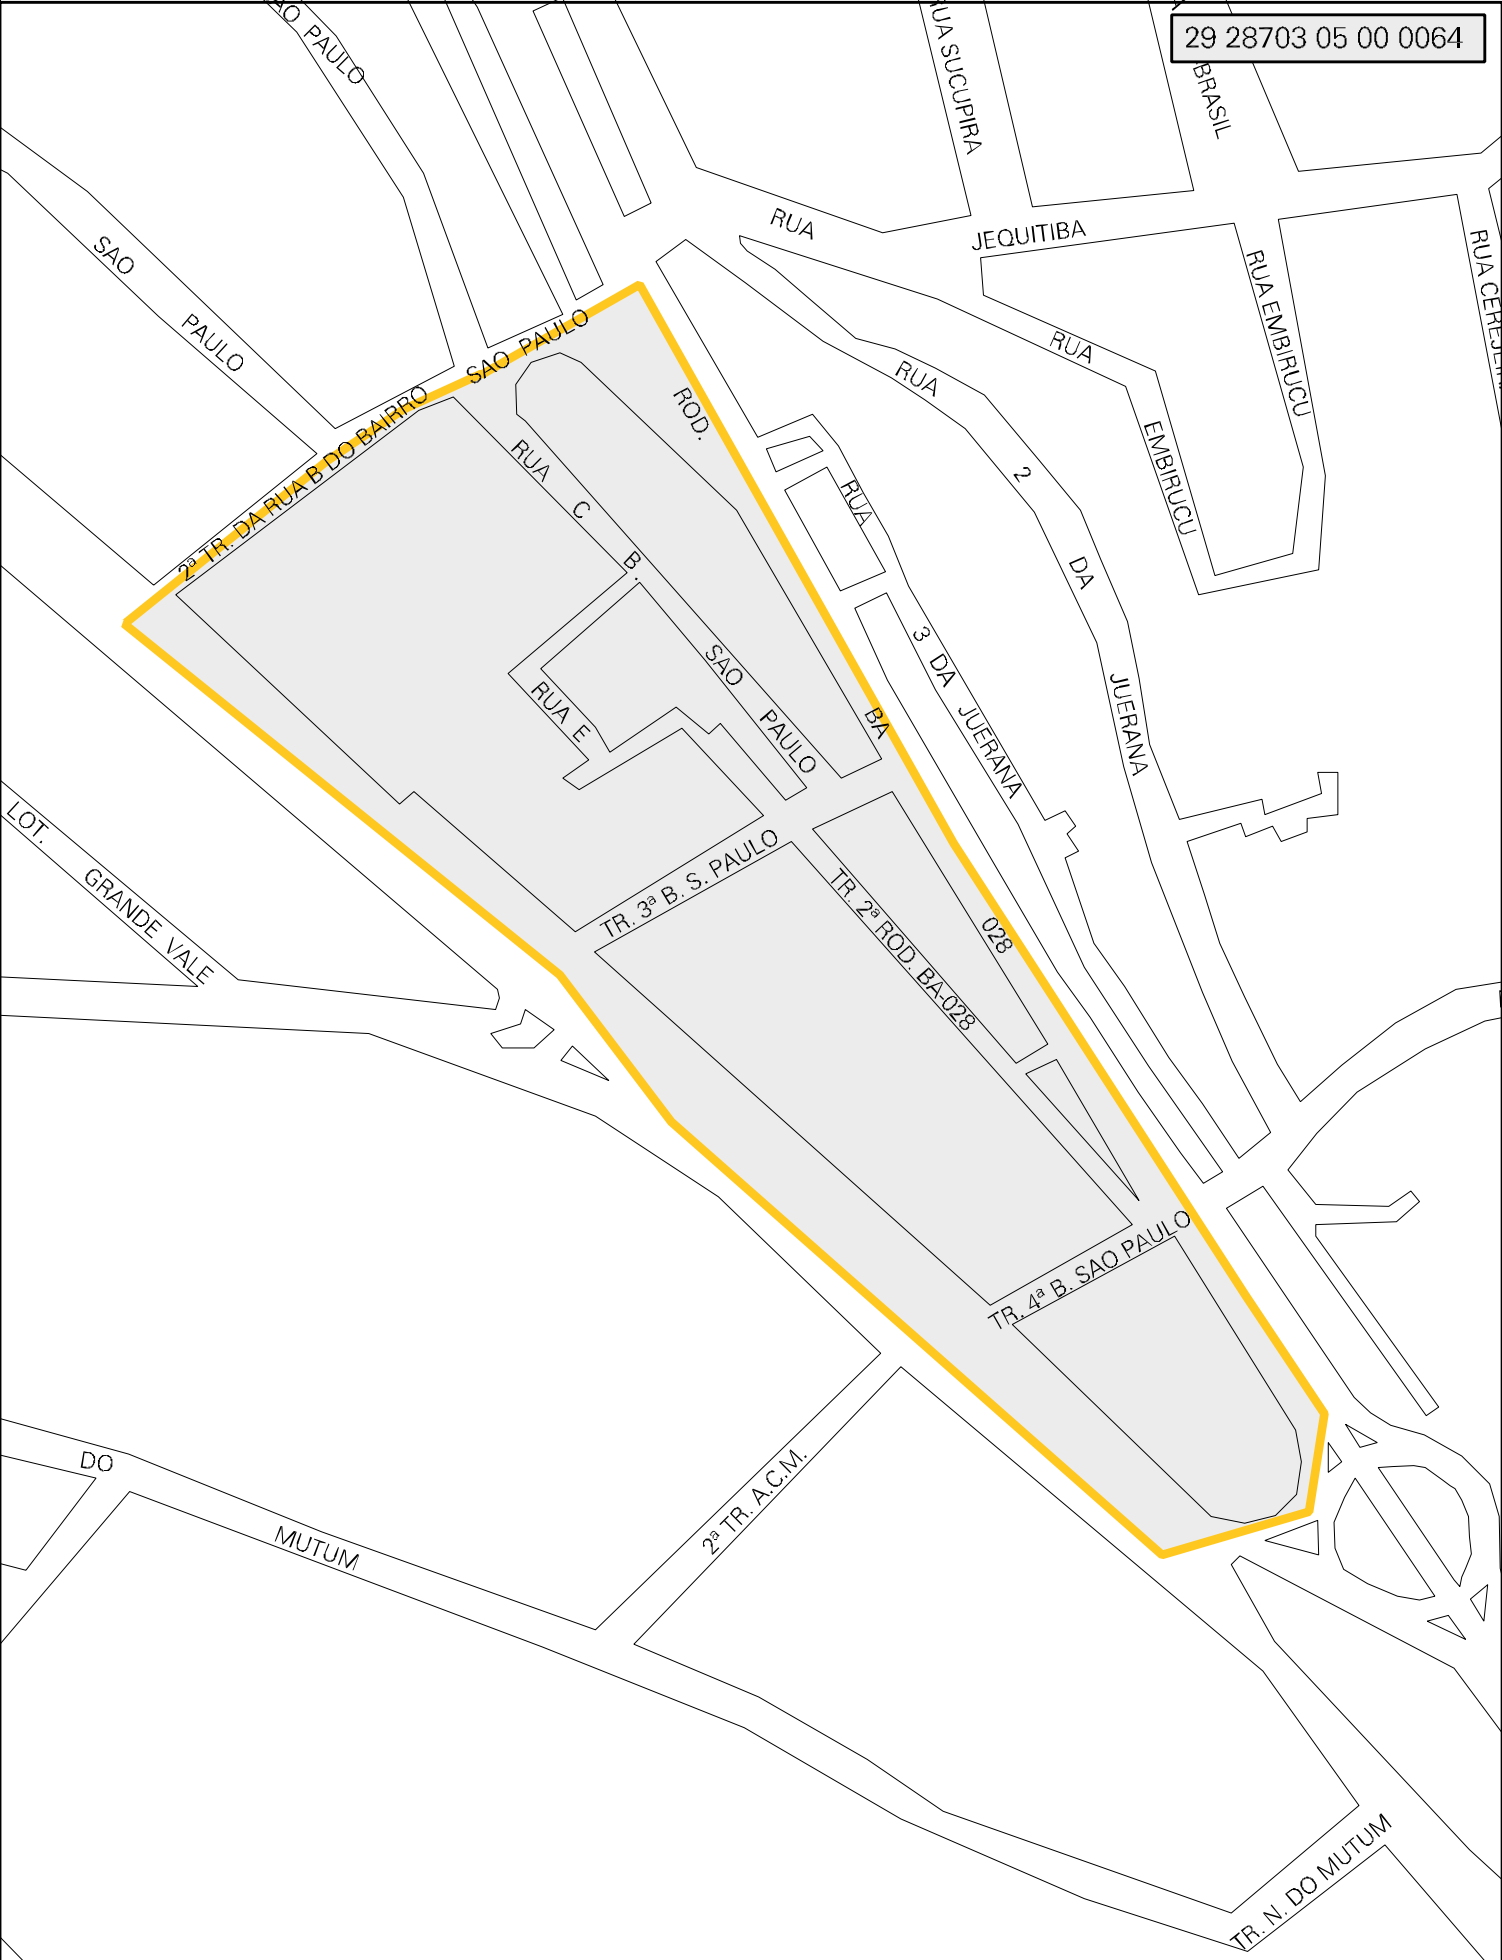 29 28703 05 00 0064
PAULO
RUA SUCUPIRA
BRASIL
RUA JEQUITIBA
SAO PAULO
RUA EMBIRUCU
RUA EMBIRUCU
2ª TR. DA RUA B DO BAIRRO SAO PAULO
ROD. BA 028
RUA 2 DA JUERANA
RUA 3 DA JUERANA
RUA C B. SAO PAULO
RUA E
TR. 3ª B. S. PAULO
TR. 2ª ROD. BA-028
LOT. GRANDE VALE
TR. 4ª B. SAO PAULO
DO MUTUM
2ª TR. A.C.M.
TR. N. DO MUTUM